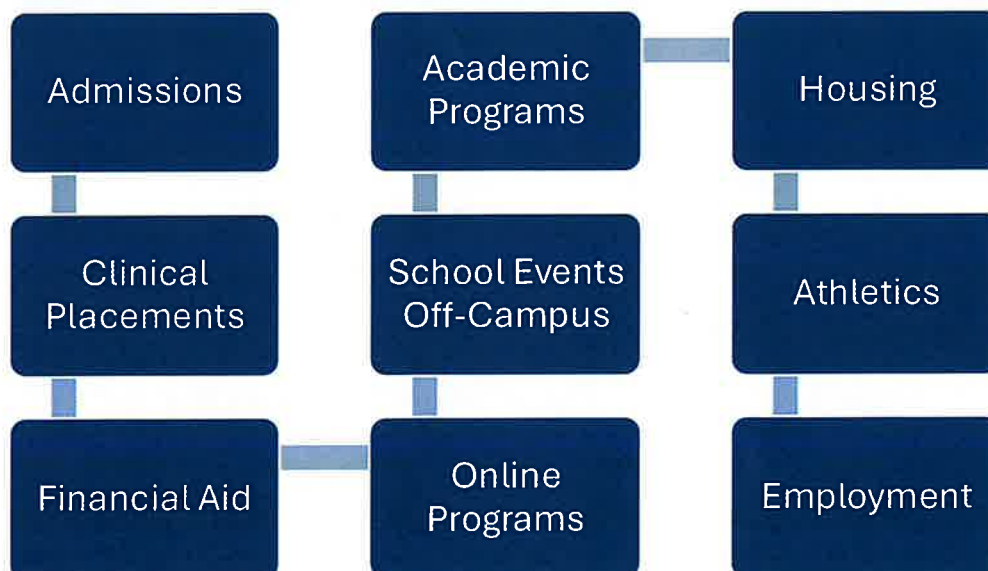 Admissions
Clinical
Placements
Financial Aid
Online
Programs
School Events
Off-Campus
Academic
Programs
Housing
Athletics
Employment